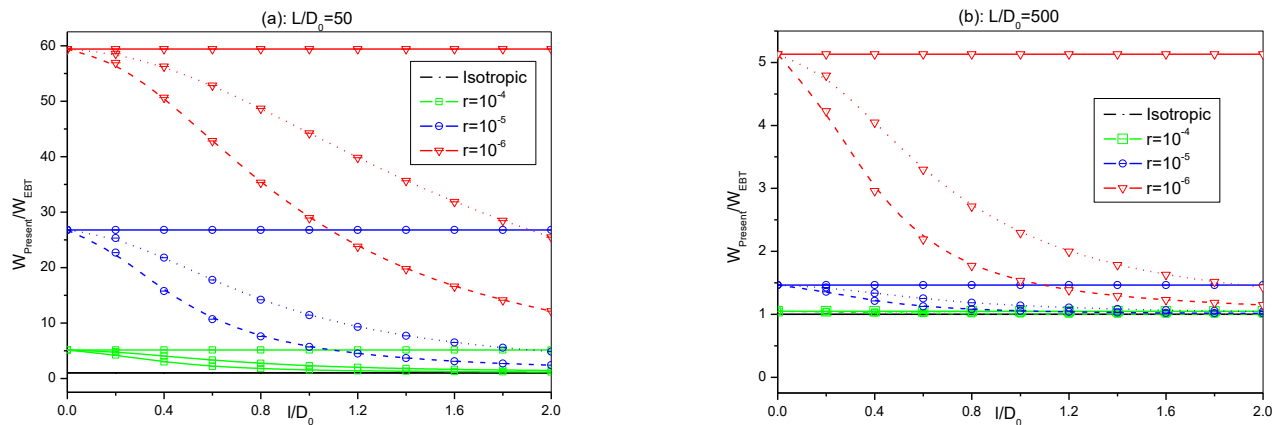 (a): L/D₀=50
W_Present/W_EBT
60
50
40
30
20
10
0
Isotropic
r=10⁻⁴
r=10⁻⁵
r=10⁻⁶
0.0 0.4 0.8 1.2 1.6 2.0
l/D₀
(b): L/D₀=500
W_Present/W_EBT
5
4
3
2
1
0
Isotropic
r=10⁻⁴
r=10⁻⁵
r=10⁻⁶
0.0 0.4 0.8 1.2 1.6 2.0
l/D₀